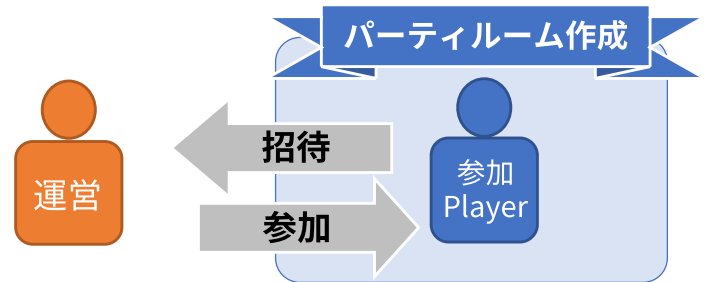 パーティルーム作成
招待
運営
参加
Player
参加